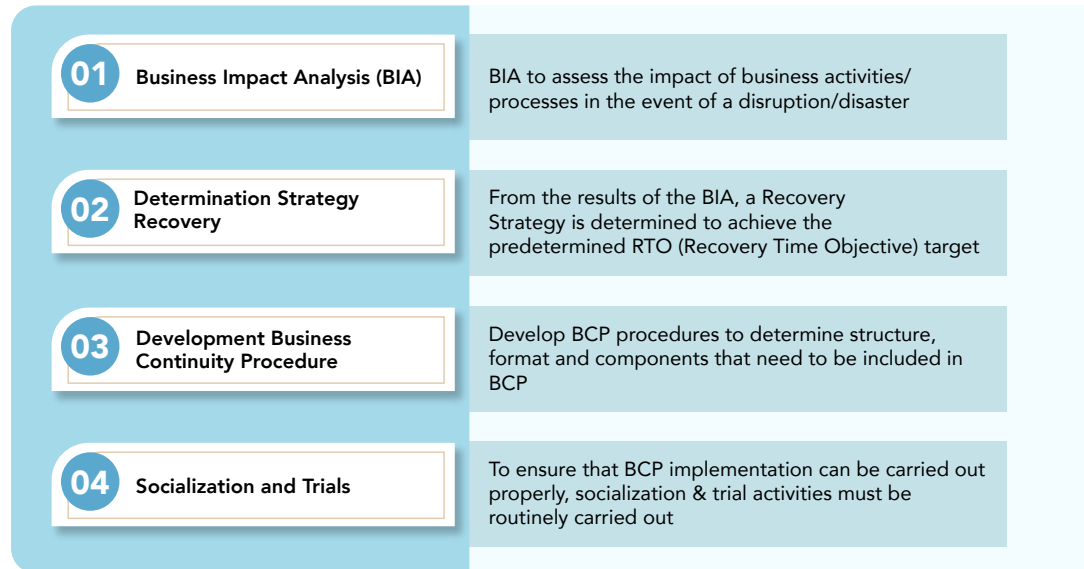 01
Business Impact Analysis (BIA)
BIA to assess the impact of business activities/
processes in the event of a disruption/disaster
02
Determination Strategy
Recovery
From the results of the BIA, a Recovery
Strategy is determined to achieve the
predetermined RTO (Recovery Time Objective) target
03
Development Business
Continuity Procedure
Develop BCP procedures to determine structure,
format and components that need to be included in
BCP
04
Socialization and Trials
To ensure that BCP implementation can be carried out
properly, socialization & trial activities must be
routinely carried out